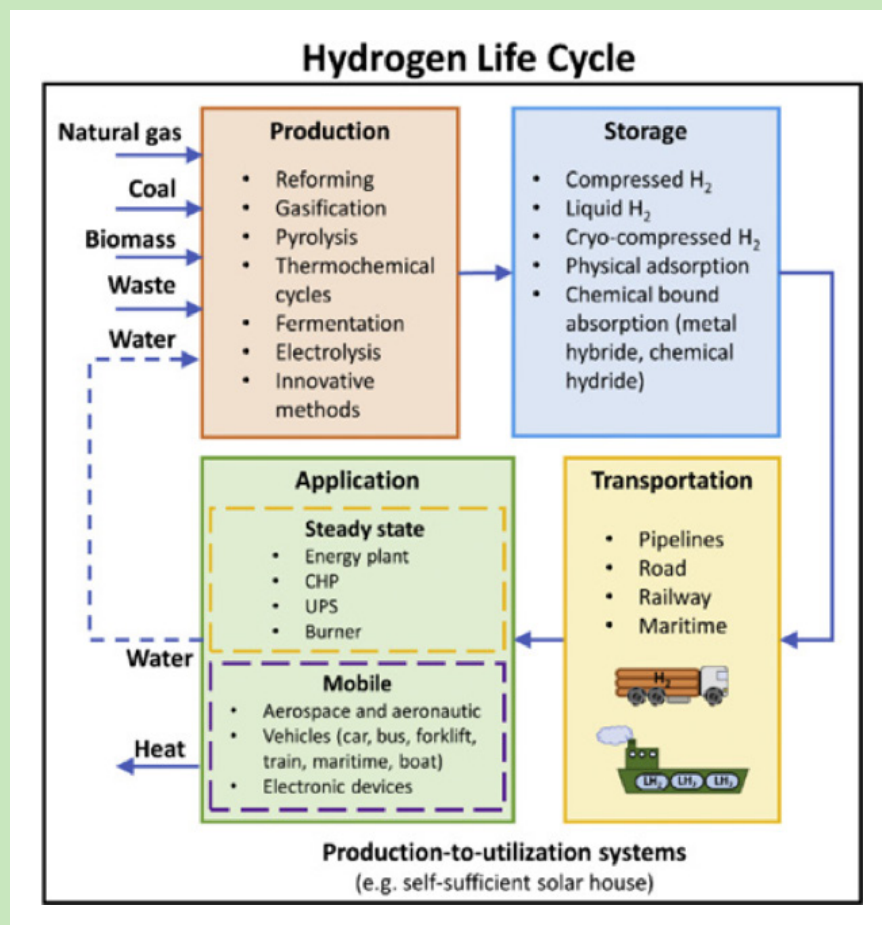 Hydrogen Life Cycle
Natural gas
Coal
Biomass
Waste
Water
Production
• Reforming
• Gasification
• Pyrolysis
• Thermochemical
cycles
• Fermentation
• Electrolysis
• Innovative
methods
Storage
• Compressed H₂
• Liquid H₂
• Cryo-compressed H₂
• Physical adsorption
• Chemical bound
absorption (metal
hybride, chemical
hydride)
Application
Steady state
• Energy plant
• CHP
• UPS
• Burner
Mobile
• Aerospace and aeronautic
• Vehicles (car, bus, forklift,
train, maritime, boat)
• Electronic devices
Water
Heat
Transportation
• Pipelines
• Road
• Railway
• Maritime
H₂
LH₂ LH₂ LH₂
Production-to-utilization systems
(e.g. self-sufficient solar house)